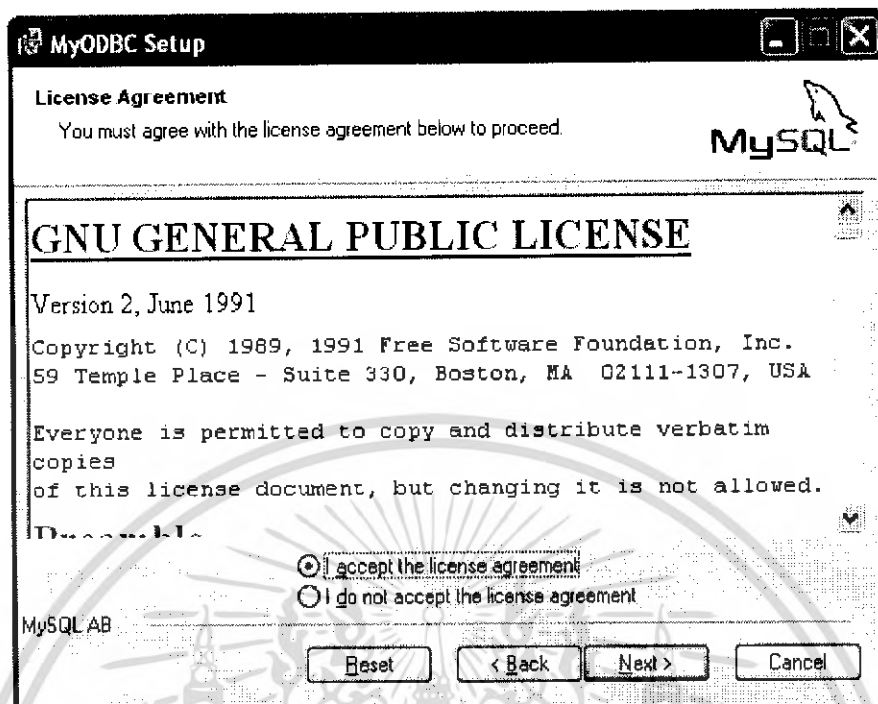 MyODBC Setup
License Agreement
You must agree with the license agreement below to proceed.
MySQL
GNU GENERAL PUBLIC LICENSE
Version 2, June 1991
Copyright (C) 1989, 1991 Free Software Foundation, Inc.
59 Temple Place - Suite 330, Boston, MA 02111-1307, USA
Everyone is permitted to copy and distribute verbatim
copies
of this license document, but changing it is not allowed.
I accept the license agreement
I do not accept the license agreement
MySQL AB
Reset
< Back
Next >
Cancel